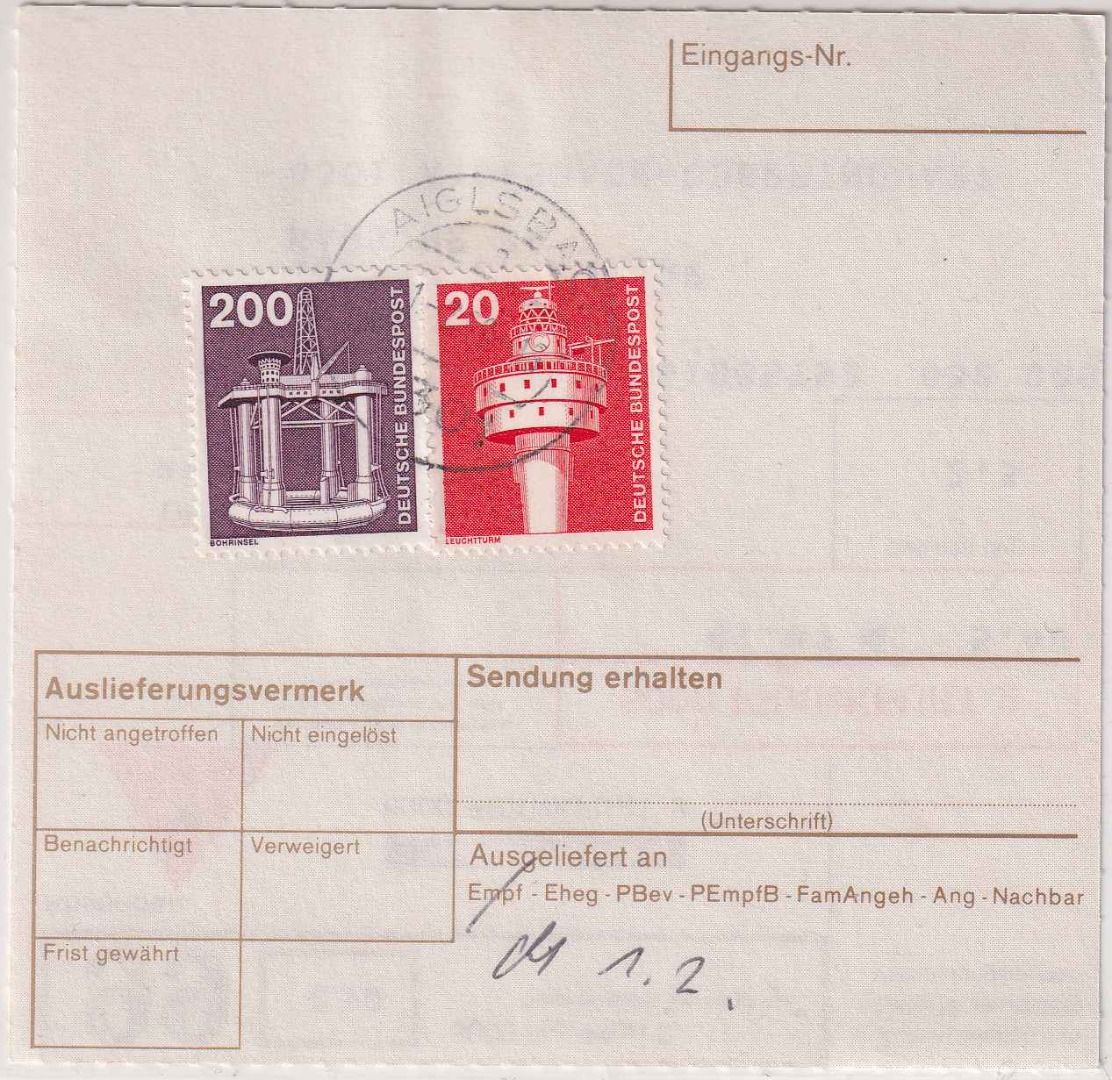 Eingangs-Nr.
AIGLSBAC
200
DEUTSCHE BUNDESPOST
BOHRINSEL
20
DEUTSCHE BUNDESPOST
LEUCHTTURM
Auslieferungsvermerk
Nicht angetroffen
Nicht eingelöst
Benachrichtigt
Verweigert
Frist gewährt
Sendung erhalten
(Unterschrift)
Ausgeliefert an
Empf - Eheg - PBev - PEmpfB - FamAngeh - Ang - Nachbar
1. 2.